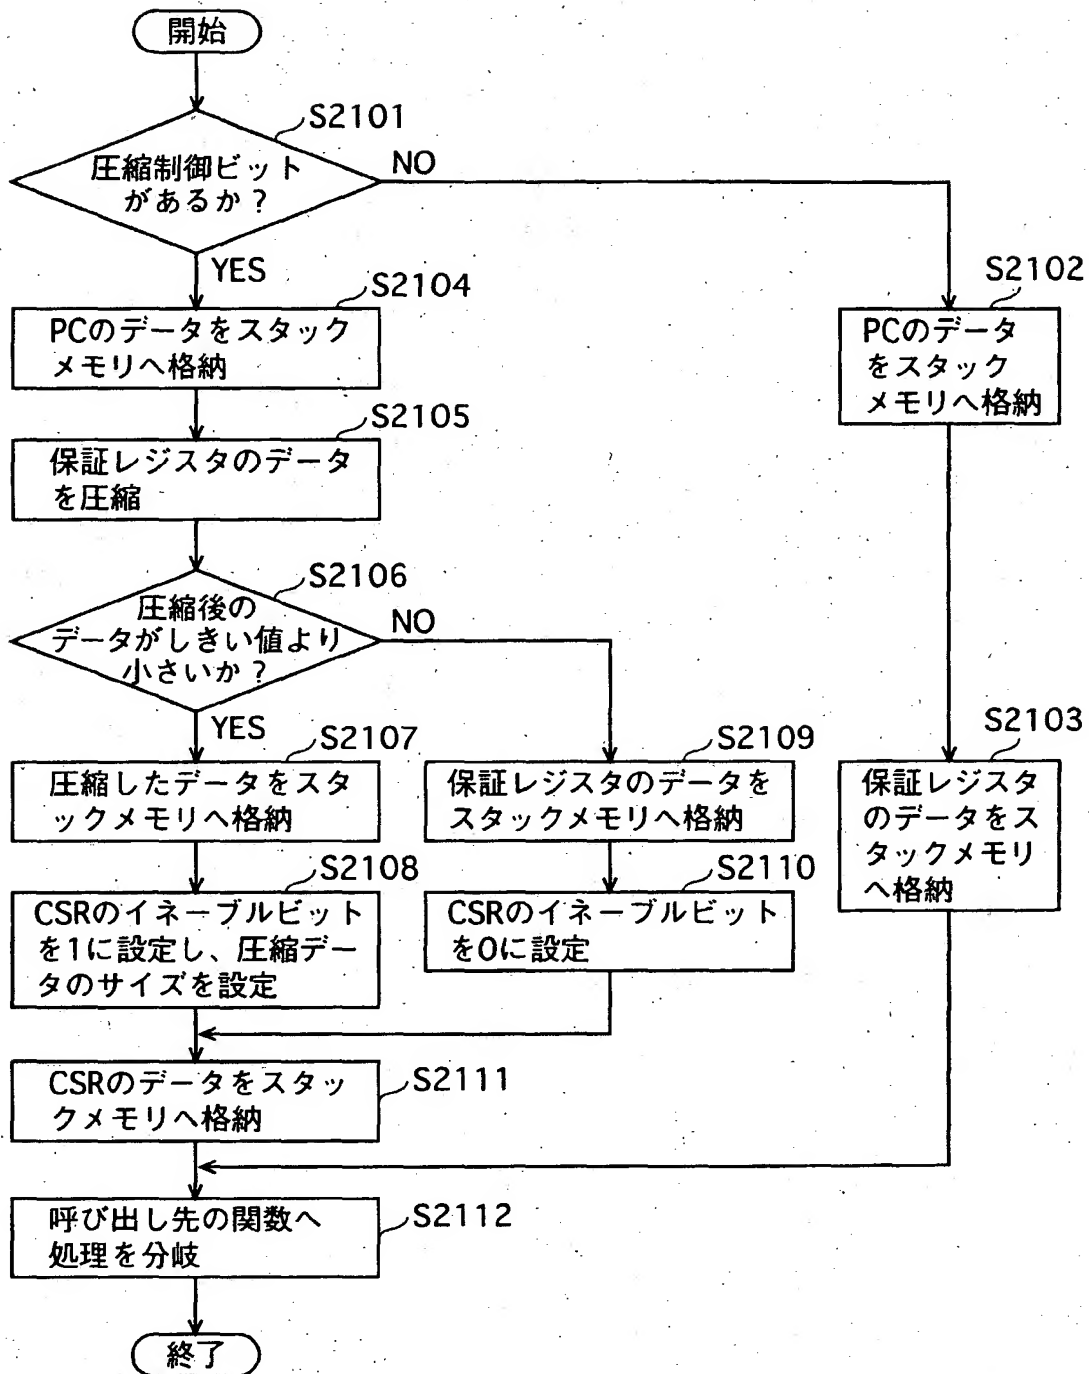 開始
S2101
圧縮制御ビット
があるか?
NO
YES
S2104
PCのデータをスタック
メモリへ格納
S2102
PCのデータ
をスタック
メモリへ格納
S2105
保証レジスタのデータ
を圧縮
S2106
圧縮後の
データがしきい値より
小さいか?
NO
YES
S2107
圧縮したデータをスタ
ックメモリへ格納
S2109
保証レジスタのデータを
スタックメモリへ格納
S2103
保証レジスタ
のデータをス
タックメモリ
へ格納
S2108
CSRのイネーブルビット
を1に設定し、圧縮デー
タのサイズを設定
S2110
CSRのイネーブルビット
を0に設定
CSRのデータをスタッ
クメモリへ格納
S2111
呼び出し先の関数へ
処理を分岐
S2112
終了